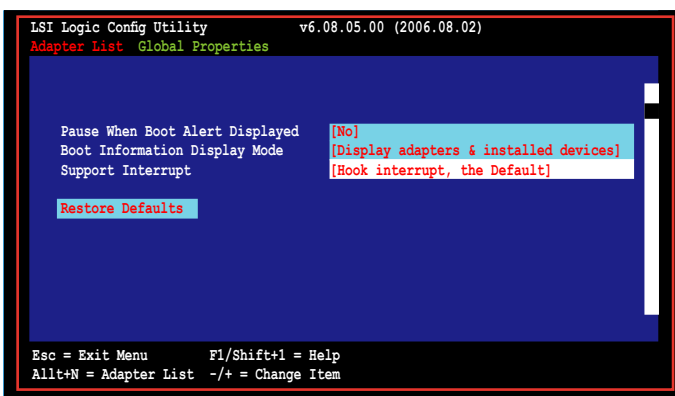 LSI Logic Config Utility v6.08.05.00 (2006.08.02)
Adapter List Global Properties
Pause When Boot Alert Displayed [No]
Boot Information Display Mode [Display adapters & installed devices]
Support Interrupt [Hook interrupt, the Default]
Restore Defaults
Esc = Exit Menu F1/Shift+1 = Help
Allt+N = Adapter List -/+ = Change Item